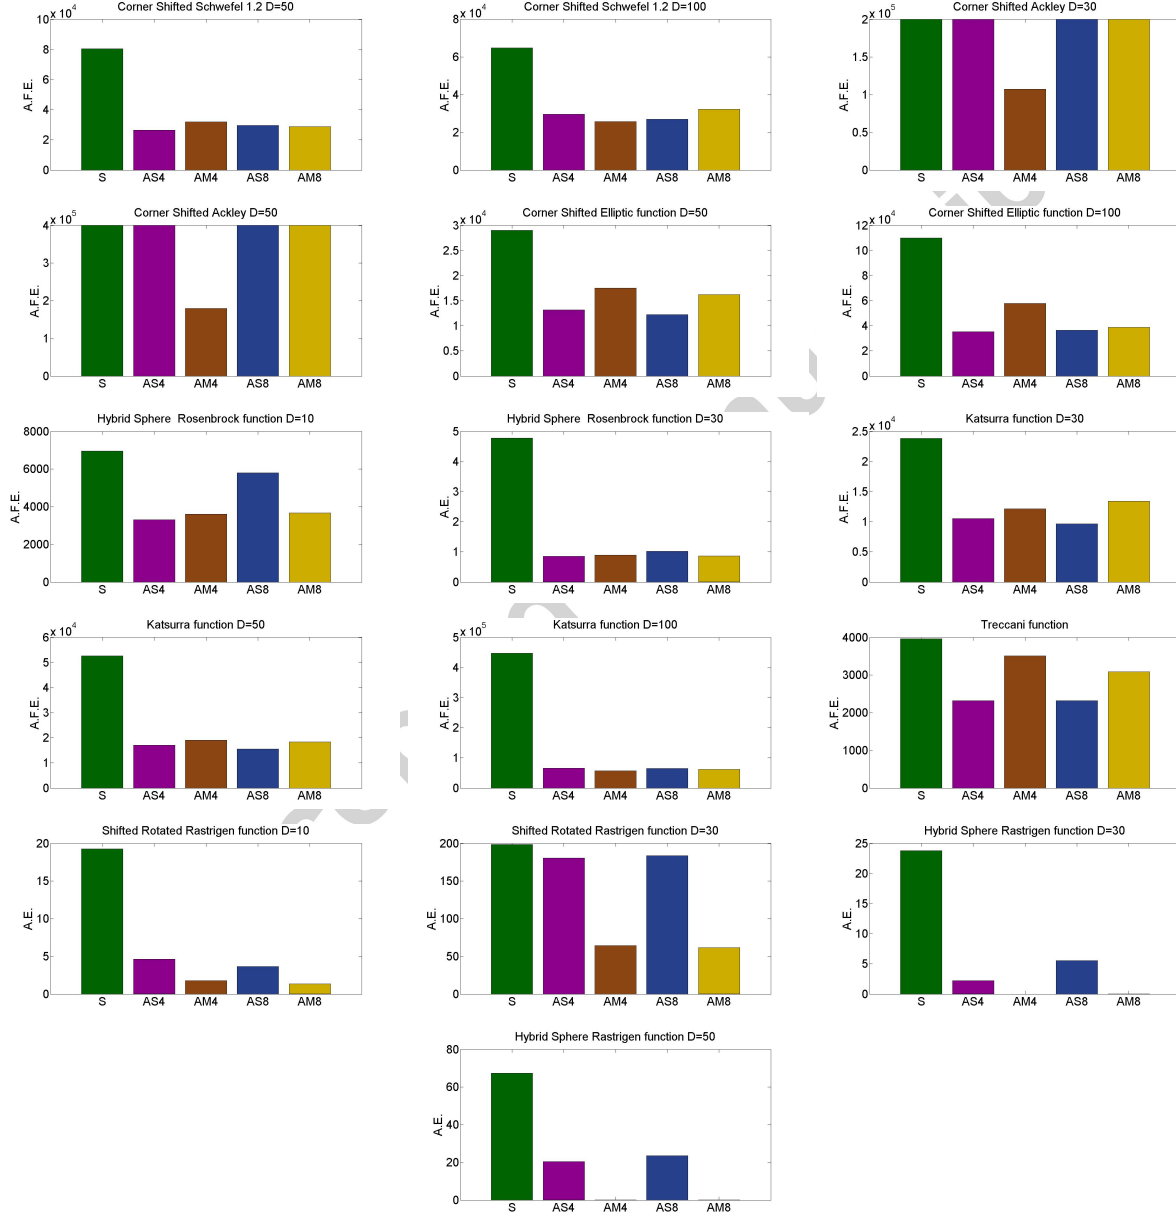 Corner Shifted Schwefel 1.2 D=50
x 10^4
10
8
6
4
2
0
A.F.E.
S AS4 AM4 AS8 AM8
Corner Shifted Schwefel 1.2 D=100
x 10^4
8
6
4
2
0
A.F.E.
S AS4 AM4 AS8 AM8
Corner Shifted Ackley D=30
x 10^5
2
1.5
1
0.5
0
A.F.E.
S AS4 AM4 AS8 AM8
Corner Shifted Ackley D=50
x 10^5
4
3
2
1
0
A.F.E.
S AS4 AM4 AS8 AM8
Corner Shifted Elliptic function D=50
x 10^4
3
2.5
2
1.5
1
0.5
0
A.F.E.
S AS4 AM4 AS8 AM8
Corner Shifted Elliptic function D=100
x 10^4
12
10
8
6
4
2
0
A.F.E.
S AS4 AM4 AS8 AM8
Hybrid Sphere Rosenbrock function D=10
8000
6000
4000
2000
0
A.F.E.
S AS4 AM4 AS8 AM8
Hybrid Sphere Rosenbrock function D=30
5
4
3
2
1
0
A.E.
S AS4 AM4 AS8 AM8
Katsurra function D=30
x 10^4
2.5
2
1.5
1
0.5
0
A.F.E.
S AS4 AM4 AS8 AM8
Katsurra function D=50
x 10^4
6
5
4
3
2
1
0
A.F.E.
S AS4 AM4 AS8 AM8
Katsurra function D=100
x 10^5
5
4
3
2
1
0
A.F.E.
S AS4 AM4 AS8 AM8
Treccani function
4000
3000
2000
1000
0
A.F.E.
S AS4 AM4 AS8 AM8
Shifted Rotated Rastrigen function D=10
20
15
10
5
0
A.E.
S AS4 AM4 AS8 AM8
Shifted Rotated Rastrigen function D=30
200
150
100
50
0
A.E.
S AS4 AM4 AS8 AM8
Hybrid Sphere Rastrigen function D=30
25
20
15
10
5
0
A.E.
S AS4 AM4 AS8 AM8
Hybrid Sphere Rastrigen function D=50
80
60
40
20
0
A.E.
S AS4 AM4 AS8 AM8